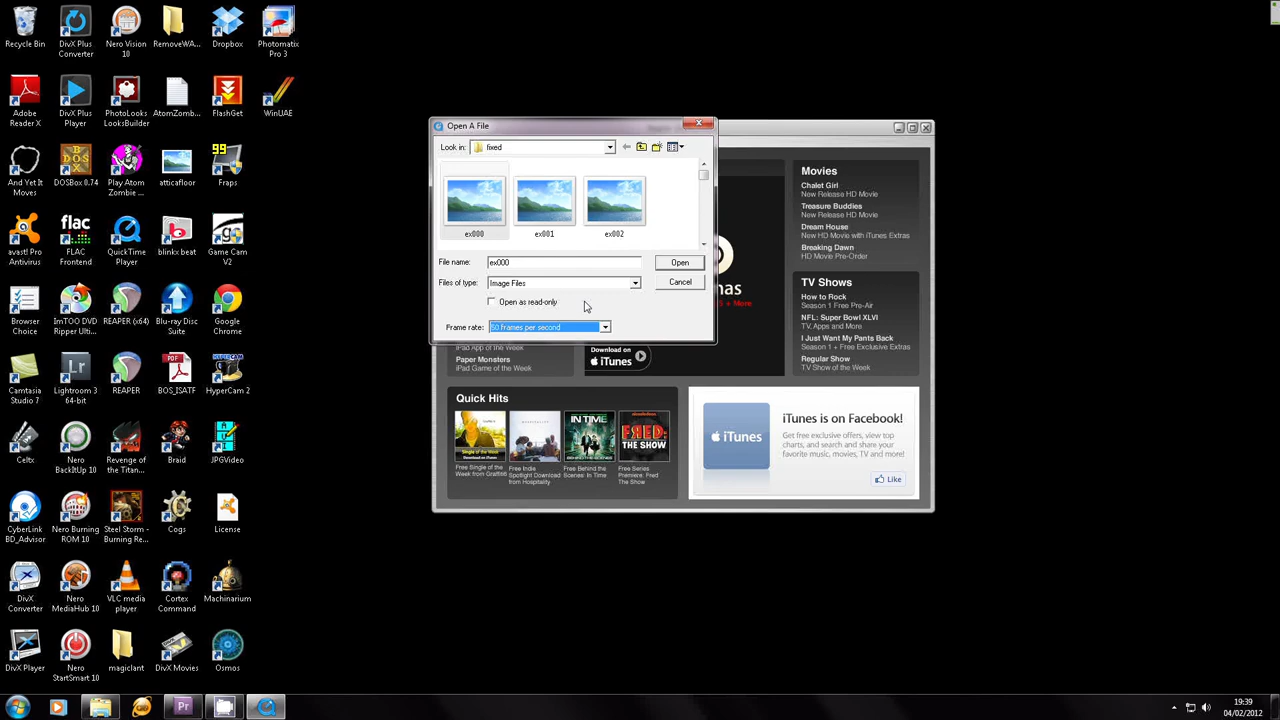 Recycle Bin
DivX Plus
Converter
Nero Vision
10
RemoveWA...
Dropbox
Photomatix
Pro 3
Adobe
Reader X
DivX Plus
Player
PhotoLooks
LooksBuilder
AtomZomb...
FlashGet
WinUAE
And Yet It
Moves
DOSBox 0.74
Play Atom
Zombie ...
atticafloor
99
Fraps
avast! Pro
Antivirus
flac
FLAC
Frontend
QuickTime
Player
blinkx beat
Game Cam
V2
Browser
Choice
ImTOO DVD
Ripper Ulti...
REAPER (x64)
Blu-ray Disc
Suite
Google
Chrome
Camtasia
Studio 7
Lightroom 3
64-bit
REAPER
PDF
BOS_ISATF
HyperCam 2
Celtx
Nero
BackItUp 10
Revenge of
the Titan...
Braid
JPGVideo
CyberLink
BD_Advisor
Nero Burning
ROM 10
Steel Storm -
Burning Re...
Cogs
License
DivX
Converter
Nero
MediaHub 10
VLC media
player
Cortex
Command
Machinarium
DivX Player
Nero
StartSmart 10
magiclant
DivX Movies
Osmos
Open A File
Look in:
fixed
ex000
ex001
ex002
File name:
ex000
Open
Files of type:
Image Files
Cancel
Open as read-only
Frame rate:
50 frames per second
Movies
Chalet Girl
New Release HD Movie
Treasure Buddies
New Release HD Movie
Dream House
New HD Movie with iTunes Extras
Breaking Dawn
HD Movie Pre-Order
mas
s + More
TV Shows
How to Rock
Season 1 Free Pre-Air
NFL: Super Bowl XLVI
TV, Apps and More
I Just Want My Pants Back
Season 1 + Free Exclusive Extras
Regular Show
TV Show of the Week
iPad App of the Week
Paper Monsters
iPad Game of the Week
Download on
iTunes
Quick Hits
IN TIME
FRED:
THE SHOW
Free Single of the
Week from Graffiti6
Free Indie
Spotlight Download
from Hospitality
Free Behind the
Scenes: In Time
Free Series
Premiere: Fred
The Show
iTunes
iTunes is on Facebook!
Get free exclusive offers, view top
charts, and search and share your
favorite music, movies, TV and more!
Like
Pr
19:39
04/02/2012